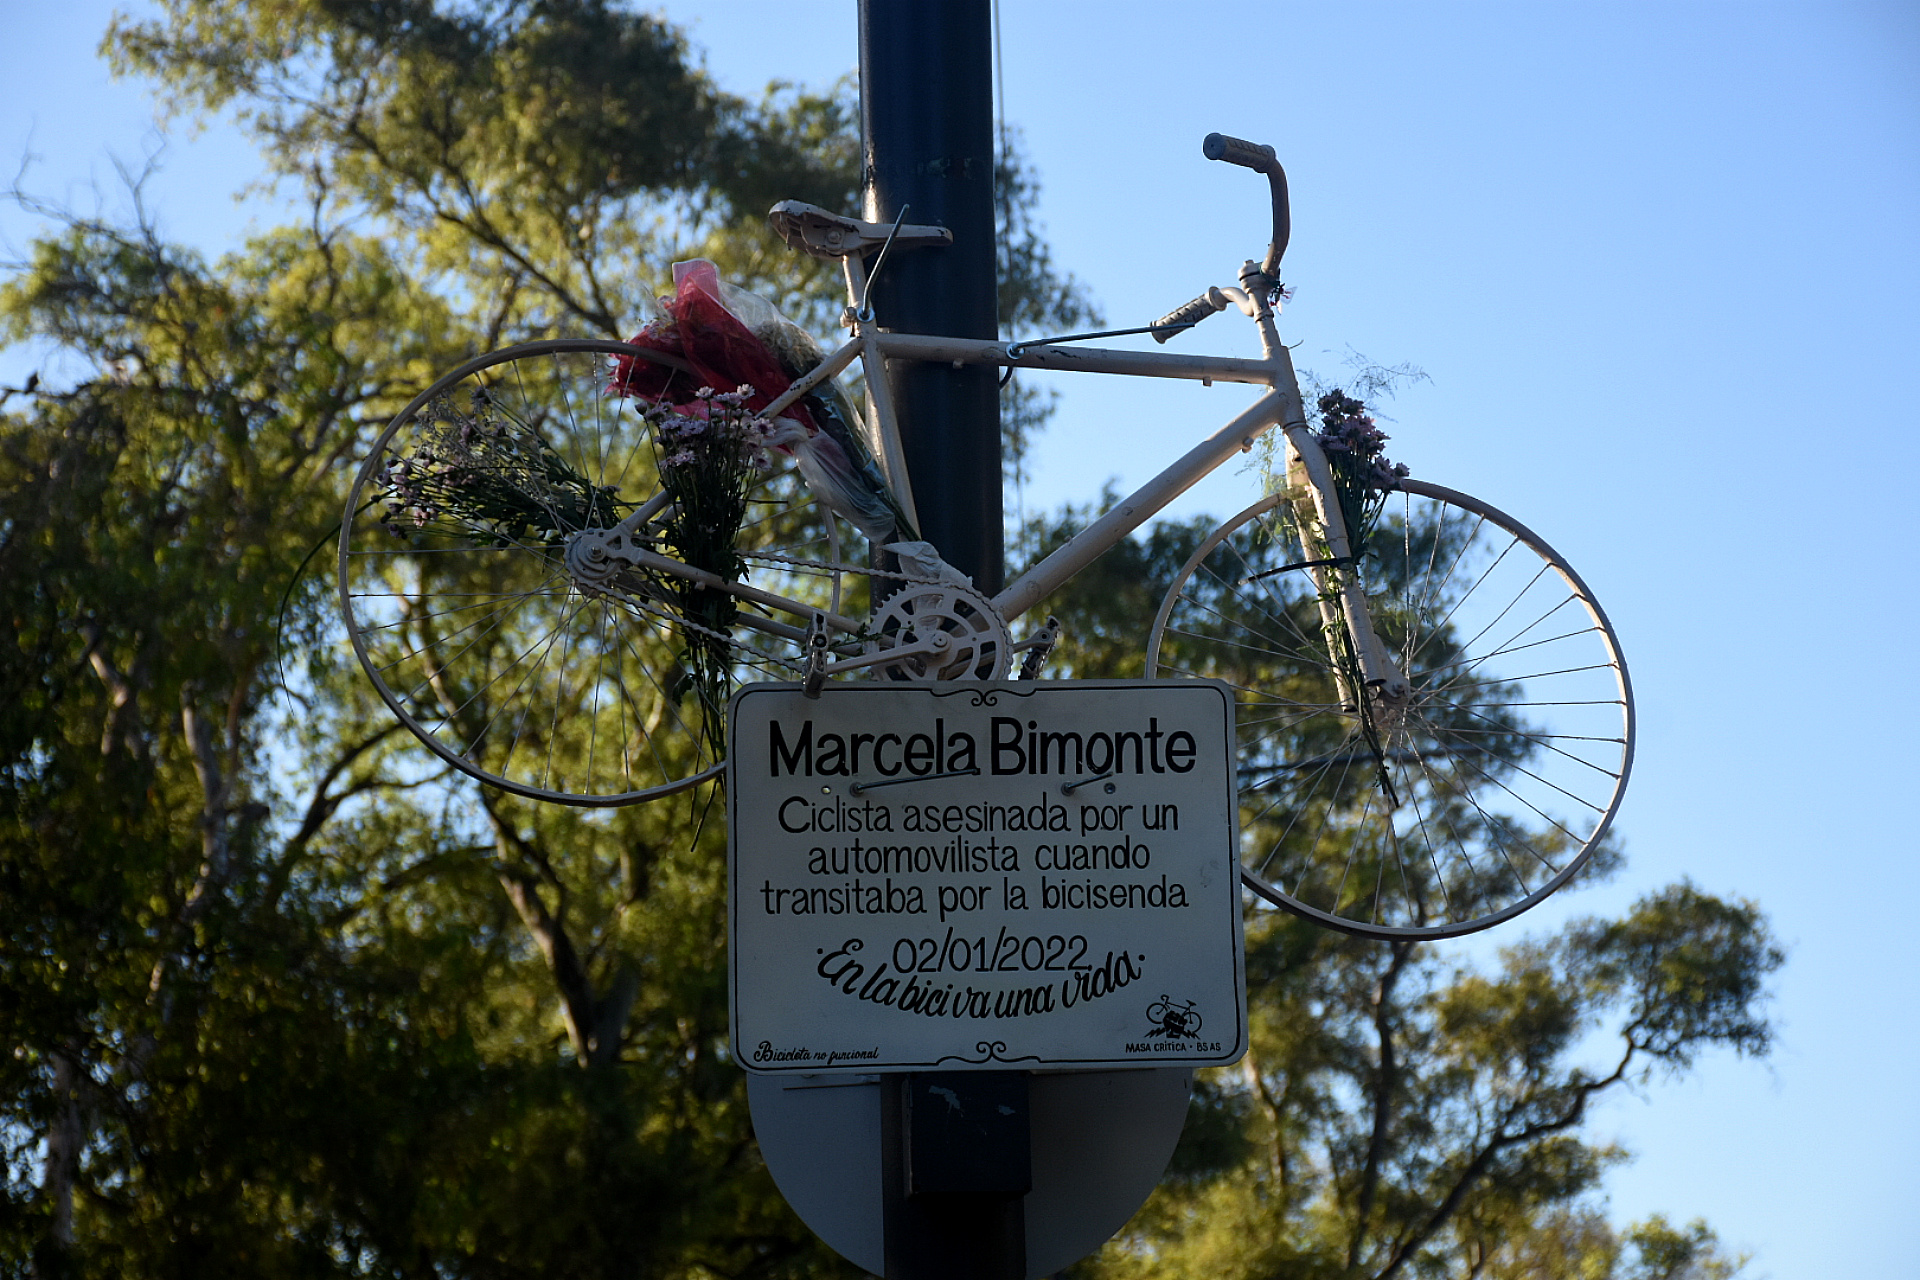 Marcela Bimonte
Ciclista asesinada por un
automovilista cuando
transitaba por la bicisenda
02/01/2022
·En la bici va una vida·
Bicicleta no funcional
MASA CRÍTICA · BS AS